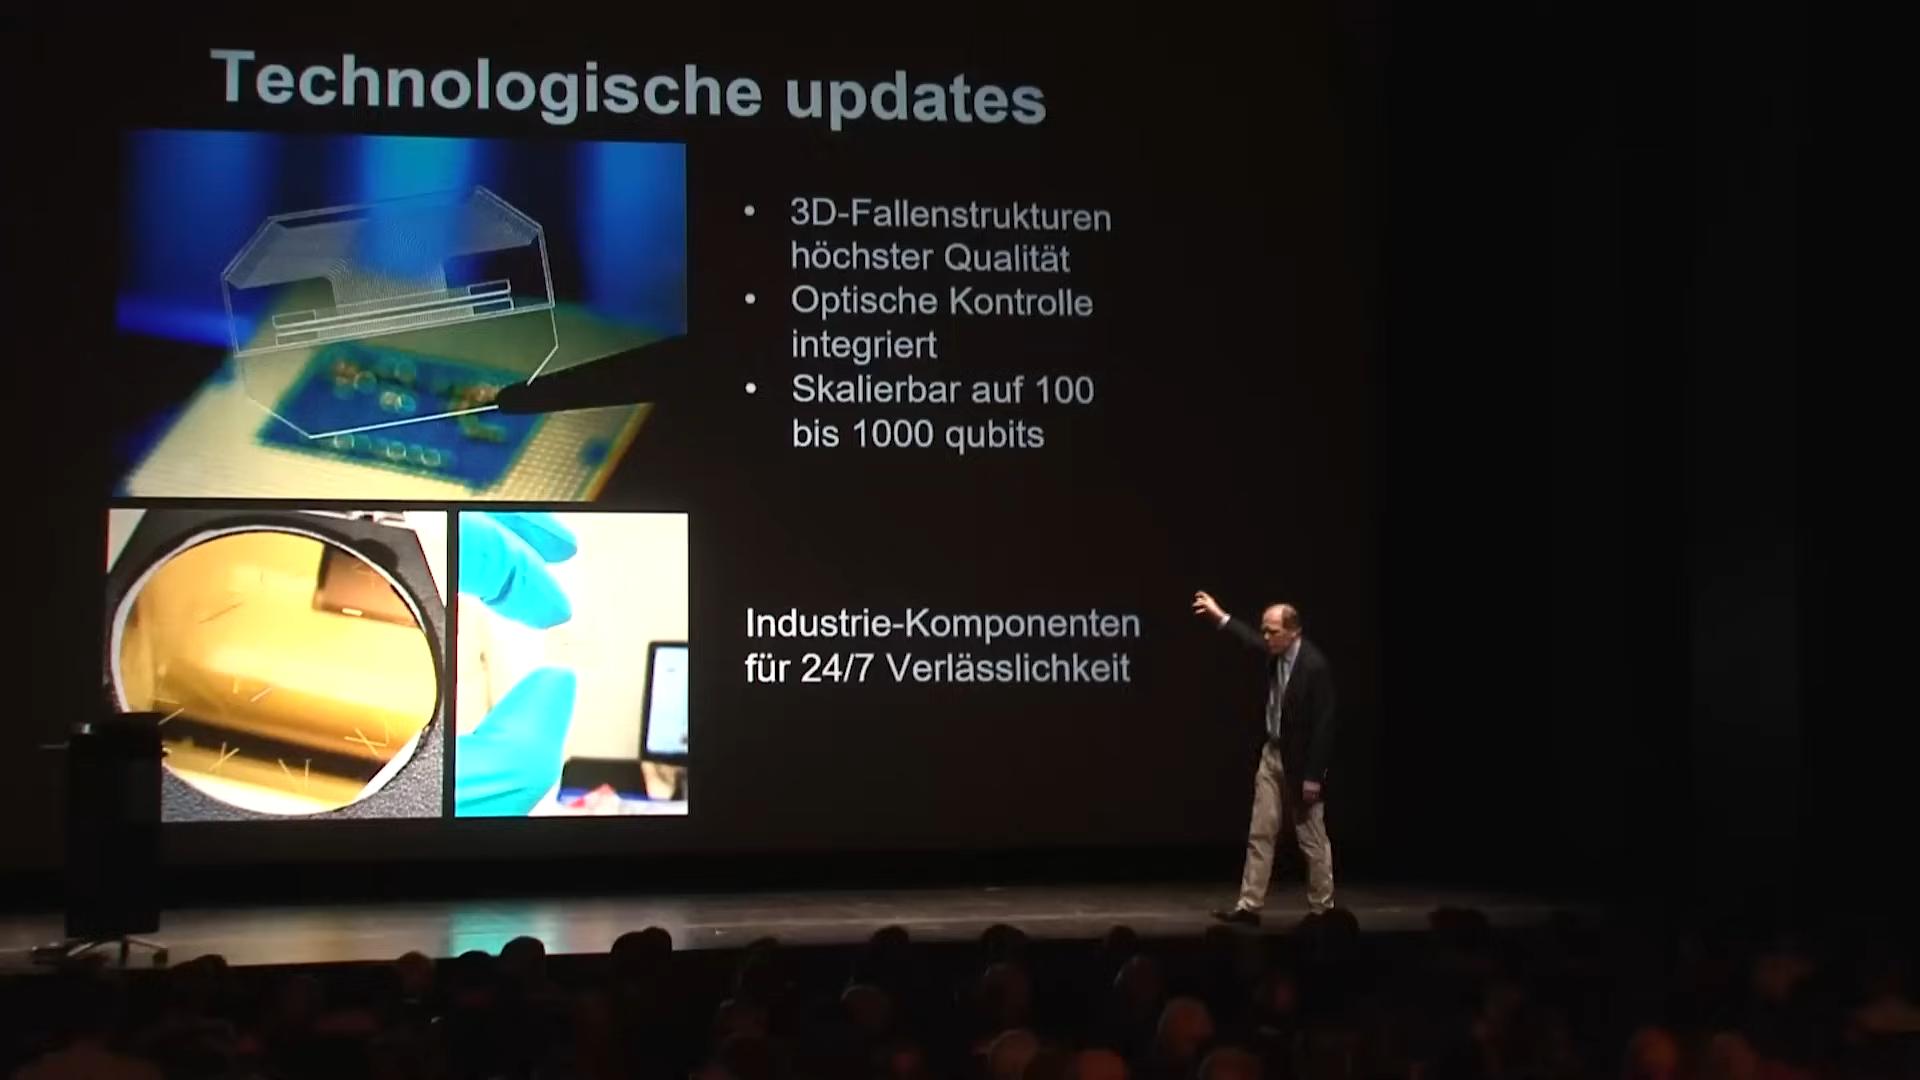 Technologische updates
• 3D-Fallenstrukturen
höchster Qualität
• Optische Kontrolle
integriert
• Skalierbar auf 100
bis 1000 qubits
Industrie-Komponenten
für 24/7 Verlässlichkeit